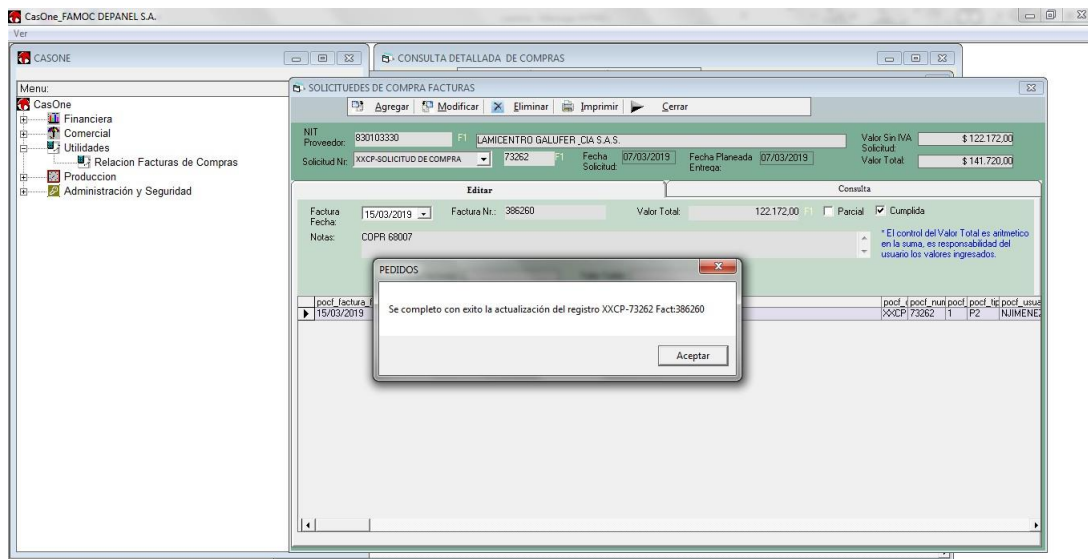 CasOne_FAMOC DEPANEL S.A.
Ver
CASONE
CONSULTA DETALLADA DE COMPRAS
Menu:
CasOne
Financiera
Comercial
Utilidades
Relacion Facturas de Compras
Produccion
Administración y Seguridad
SOLICITUEDES DE COMPRA FACTURAS
Agregar Modificar Eliminar Imprimir Cerrar
NIT Proveedor: 830103330 F1 LAMICENTRO GALUFER_CIA S.A.S. Valor Sin IVA Solicitud: $ 122.172,00
Solicitud Nr: XXCP-SOLICITUD DE COMPRA 73262 F1 Fecha Solicitud: 07/03/2019 Fecha Planeada Entrega: 07/03/2019 Valor Total: $ 141.720,00
Editar Consulta
Factura Fecha: 15/03/2019 Factura Nr.: 386260 Valor Total: 122.172,00 F1 Parcial Cumplida
Notas: COPR 68007
* El control del Valor Total es aritmetico
en la suma, es responsabilidad del
usuario los valores ingresados.
PEDIDOS
Se completo con exito la actualización del registro XXCP-73262 Fact:386260
Aceptar
pocf_factura_f pocf_ pocf_nun pocf_ pocf_tip pocf_usua
15/03/2019 XXCP 73262 1 P2 NJIMENEZ